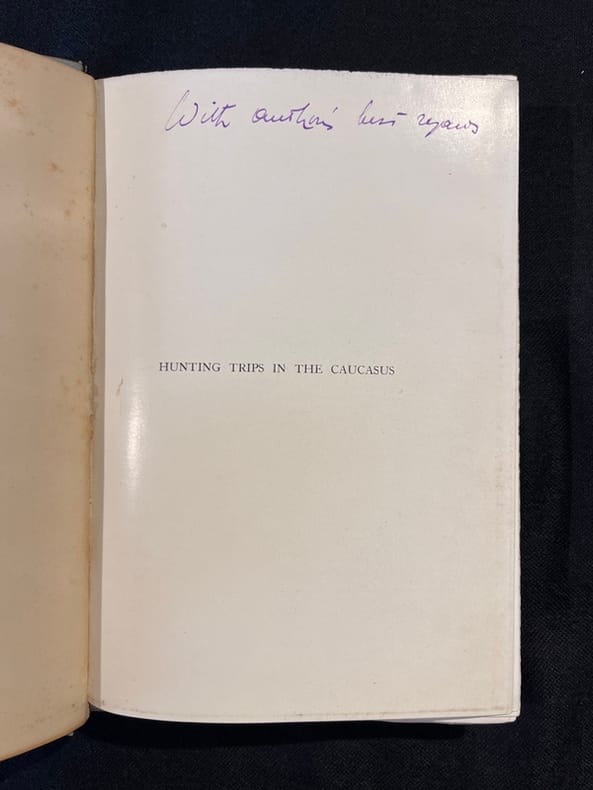 With author's best regards
HUNTING TRIPS IN THE CAUCASUS